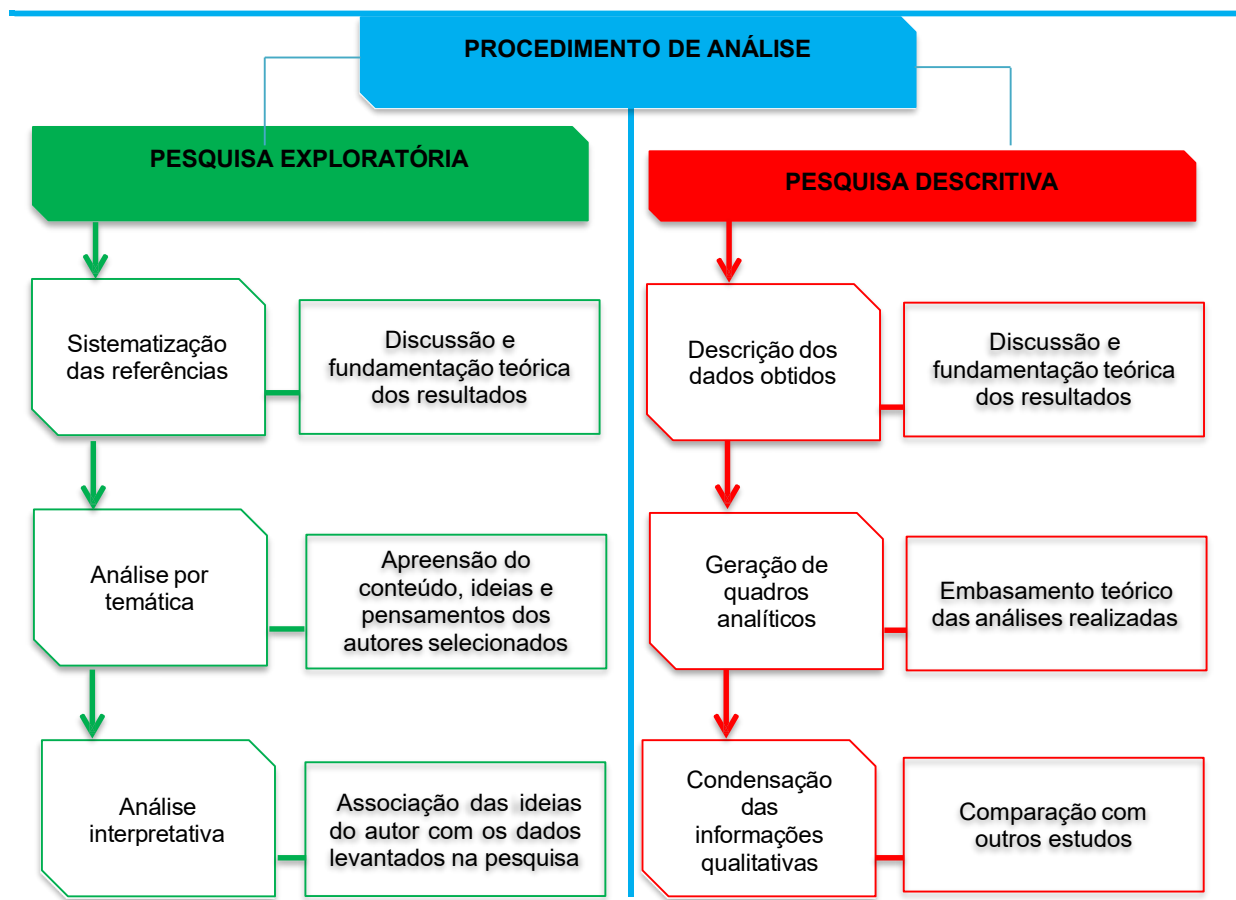 PROCEDIMENTO DE ANÁLISE
PESQUISA EXPLORATÓRIA
Sistematização
das referências
Discussão e
fundamentação teórica
dos resultados
Análise por
temática
Apreensão do
conteúdo, ideias e
pensamentos dos
autores selecionados
Análise
interpretativa
Associação das ideias
do autor com os dados
levantados na pesquisa
PESQUISA DESCRITIVA
Descrição dos
dados obtidos
Discussão e
fundamentação teórica
dos resultados
Geração de
quadros
analíticos
Embasamento teórico
das análises realizadas
Condensação
das
informações
qualitativas
Comparação com
outros estudos